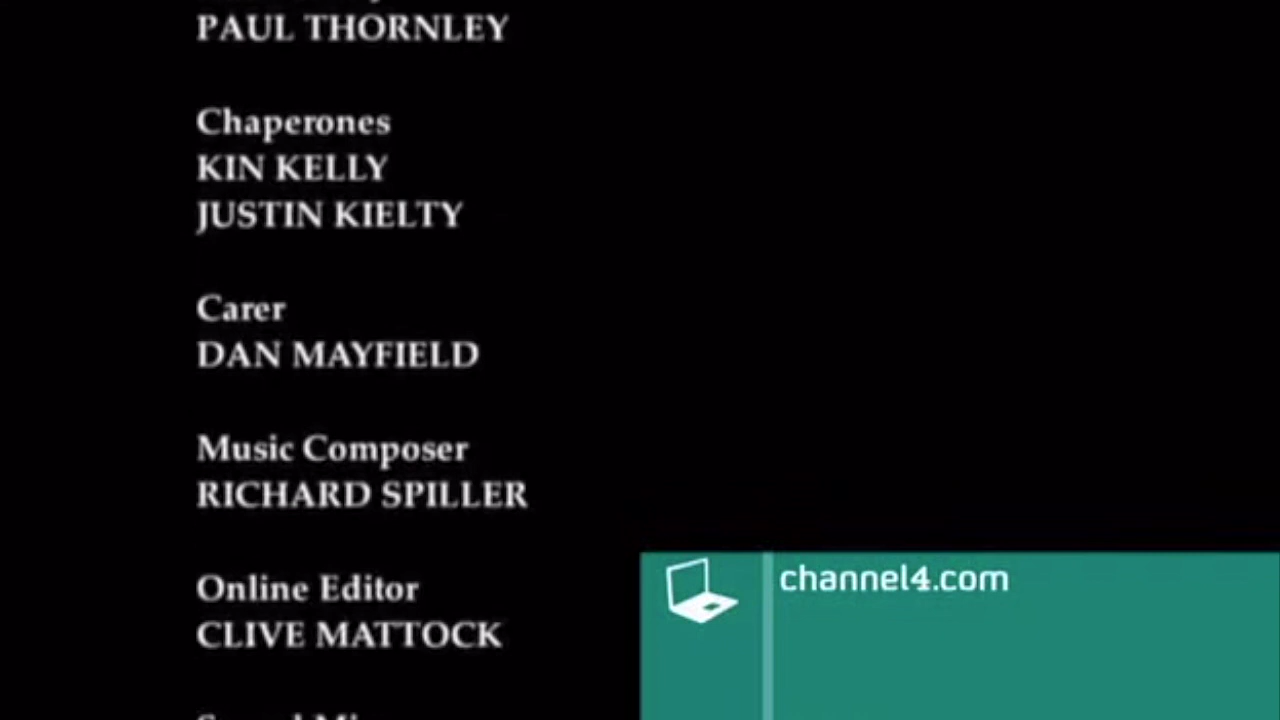 PAUL THORNLEY
Chaperones
KIN KELLY
JUSTIN KIELTY
Carer
DAN MAYFIELD
Music Composer
RICHARD SPILLER
Online Editor
CLIVE MATTOCK
channel4.com